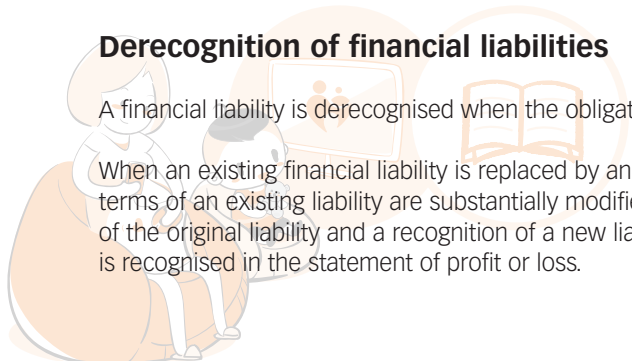 Derecognition of financial liabilities
A financial liability is derecognised when the obligat
When an existing financial liability is replaced by an
terms of an existing liability are substantially modifie
of the original liability and a recognition of a new lia
is recognised in the statement of profit or loss.